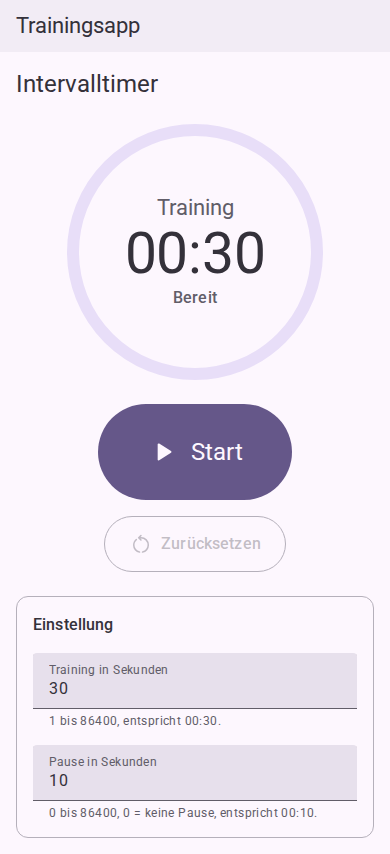 Trainingsapp
Intervalltimer
Training
00:30
Bereit
Start
Zurücksetzen
Einstellung
Training in Sekunden
30
1 bis 86400, entspricht 00:30.
Pause in Sekunden
10
0 bis 86400, 0 = keine Pause, entspricht 00:10.